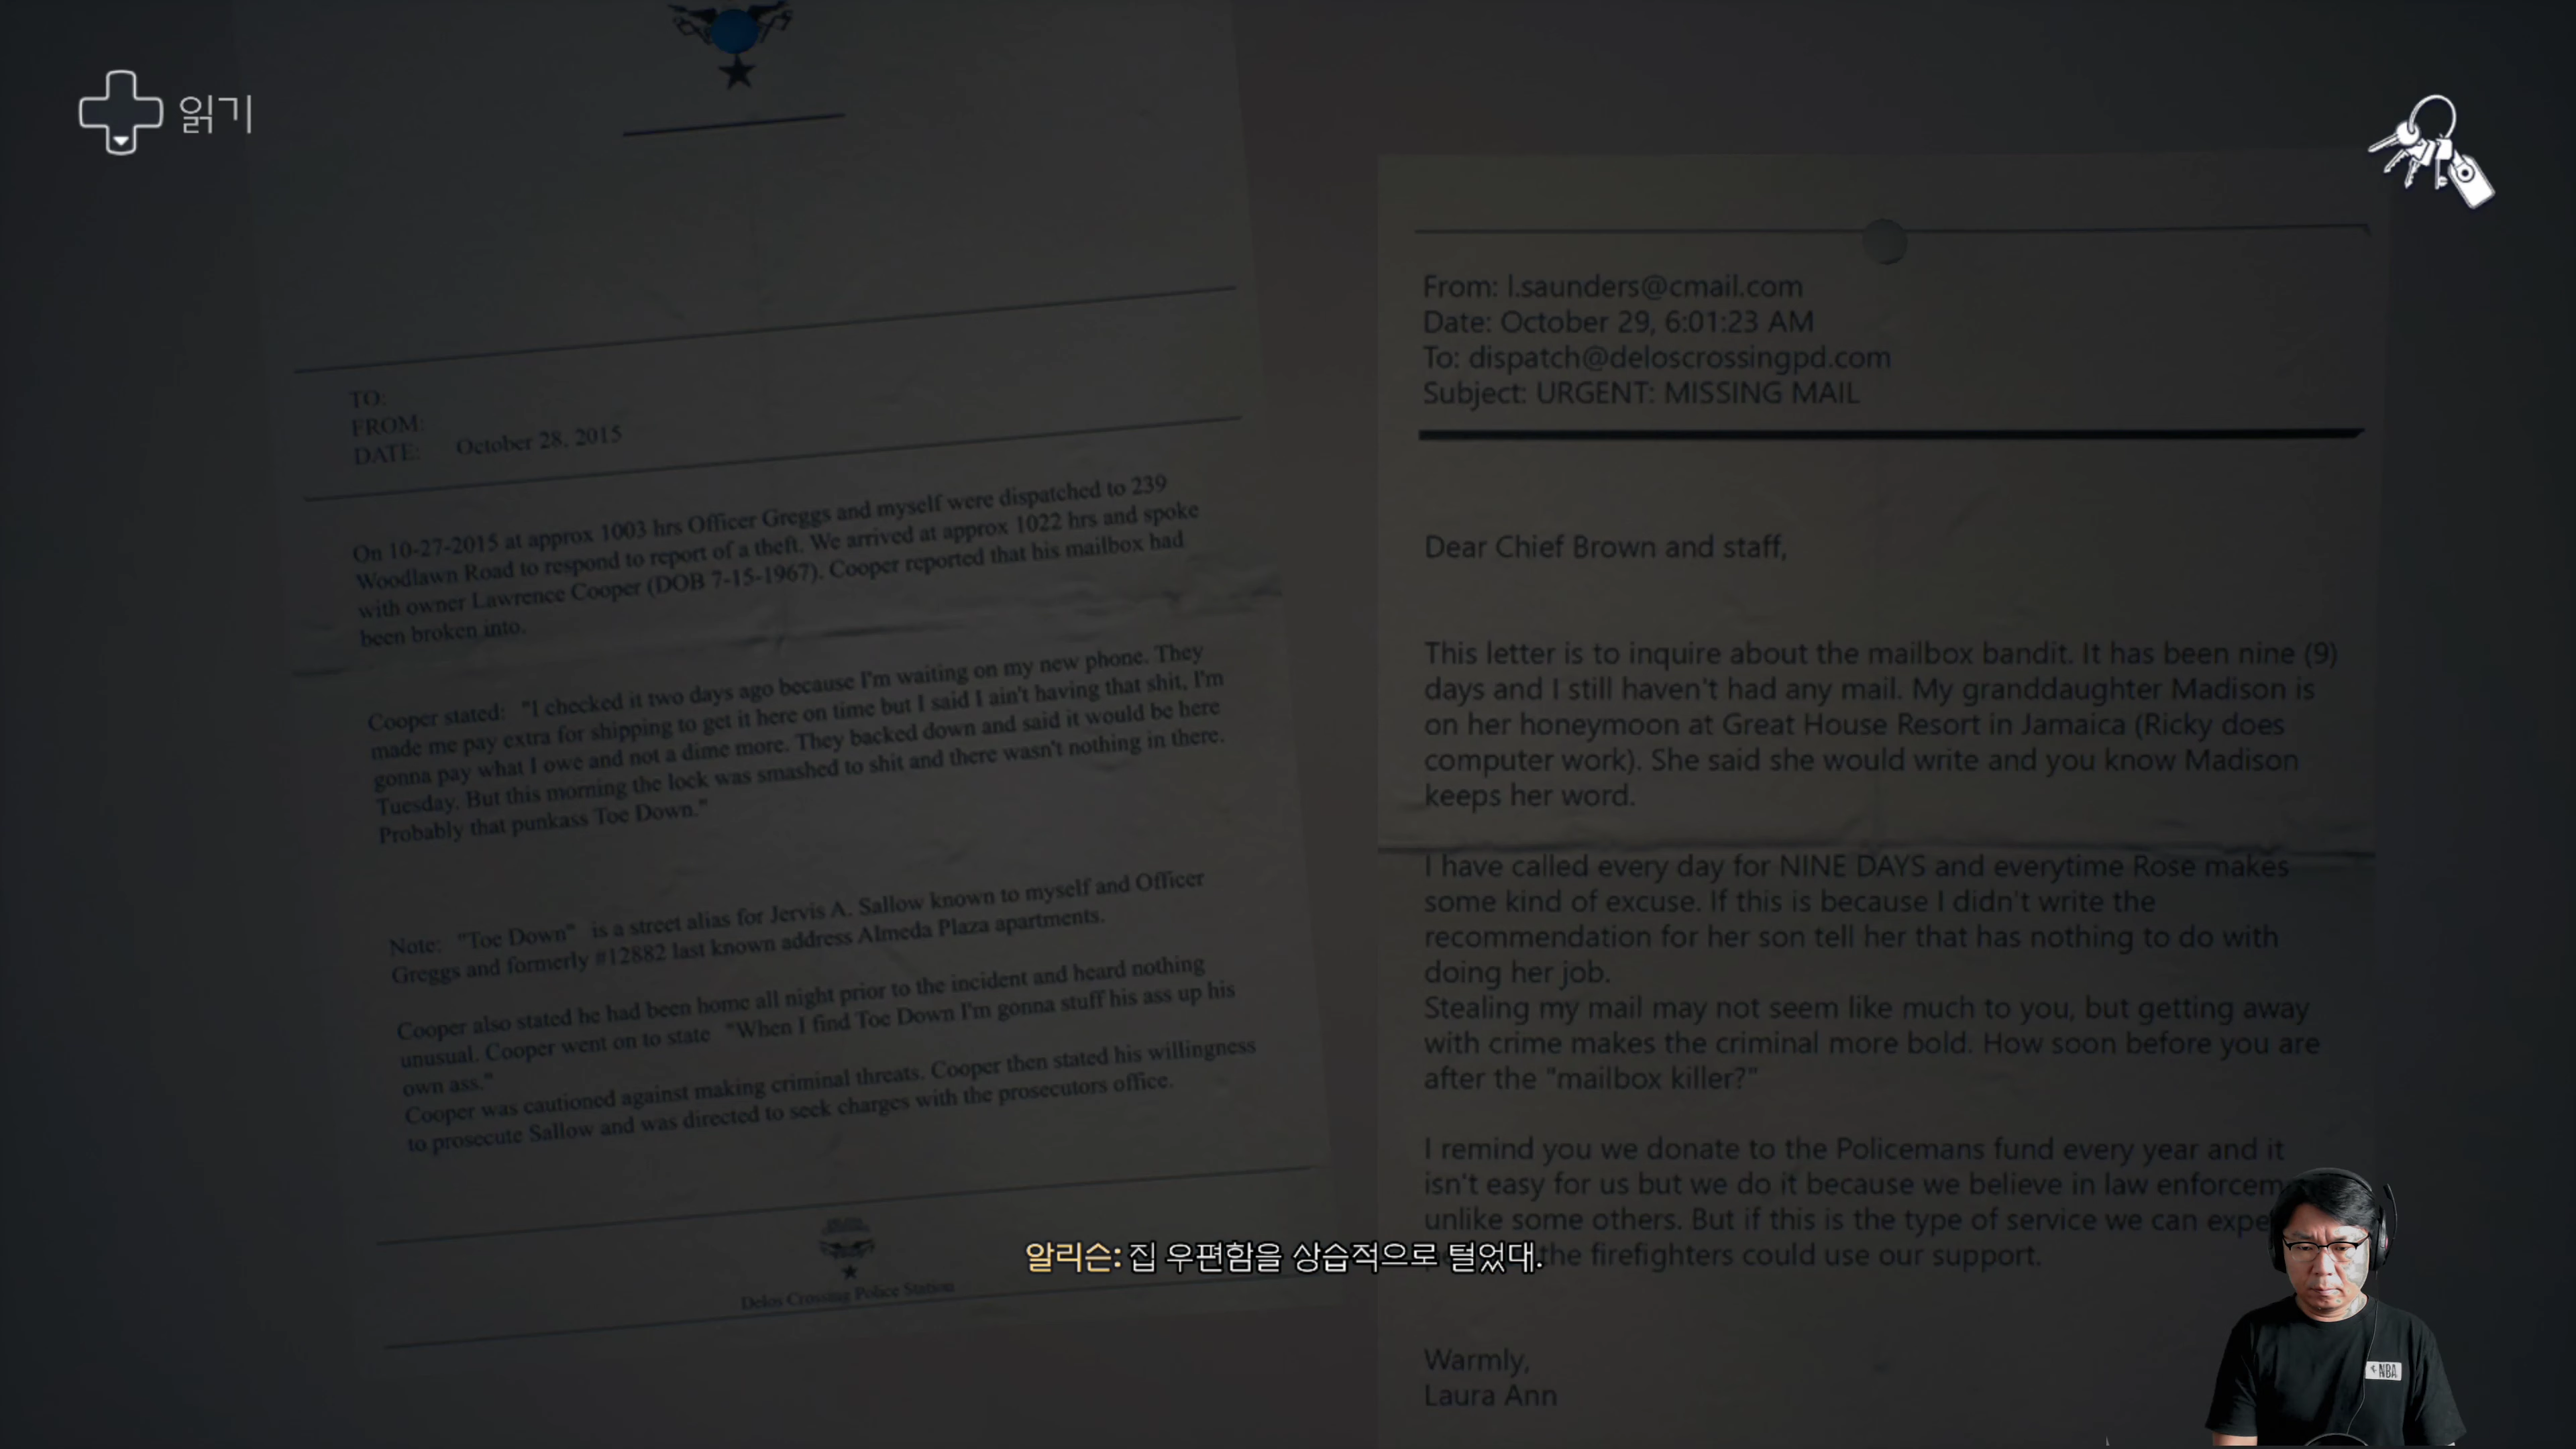 읽기
TO:
FROM:
DATE: October 28, 2015
On 10-27-2015 at approx 1003 hrs Officer Greggs and myself were dispatched to 239
Woodlawn Road to respond to report of a theft. We arrived at approx 1022 hrs and spoke
with owner Lawrence Cooper (DOB 7-15-1967). Cooper reported that his mailbox had
been broken into.
Cooper stated: "I checked it two days ago because I'm waiting on my new phone. They
made me pay extra for shipping to get it here on time but I said I ain't having that shit, I'm
gonna pay what I owe and not a dime more. They backed down and said it would be here
Tuesday. But this morning the lock was smashed to shit and there wasn't nothing in there.
Probably that punkass Toe Down."
Note: "Toe Down" is a street alias for Jervis A. Sallow known to myself and Officer
Greggs and formerly #12882 last known address Almeda Plaza apartments.
Cooper also stated he had been home all night prior to the incident and heard nothing
unusual. Cooper went on to state "When I find Toe Down I'm gonna stuff his ass up his
own ass."
Cooper was cautioned against making criminal threats. Cooper then stated his willingness
to prosecute Sallow and was directed to seek charges with the prosecutors office.
Delos Crossing Police Station
From: l.saunders@cmail.com
Date: October 29, 6:01:23 AM
To: dispatch@deloscrossingpd.com
Subject: URGENT: MISSING MAIL
Dear Chief Brown and staff,
This letter is to inquire about the mailbox bandit. It has been nine (9)
days and I still haven't had any mail. My granddaughter Madison is
on her honeymoon at Great House Resort in Jamaica (Ricky does
computer work). She said she would write and you know Madison
keeps her word.
I have called every day for NINE DAYS and everytime Rose makes
some kind of excuse. If this is because I didn't write the
recommendation for her son tell her that has nothing to do with
doing her job.
Stealing my mail may not seem like much to you, but getting away
with crime makes the criminal more bold. How soon before you are
after the "mailbox killer?"
I remind you we donate to the Policemans fund every year and it
isn't easy for us but we do it because we believe in law
unlike some others. But if this is the type of service we can
the firefighters could use our support.
Warmly,
Laura Ann
알리슨: 집 우편함을 상습적으로 털었대.
NBA